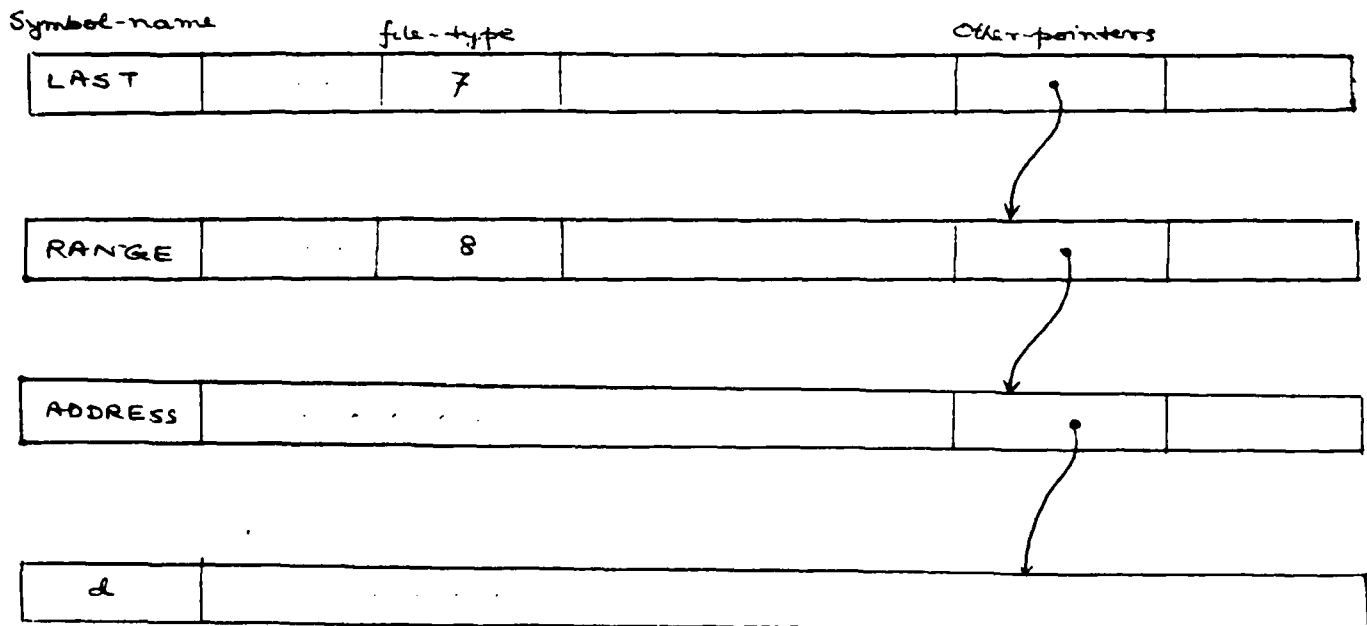 Symbol-name file-type Other-pointers
LAST . . 7
RANGE . . 8
ADDRESS . . . . .
d . . . . .